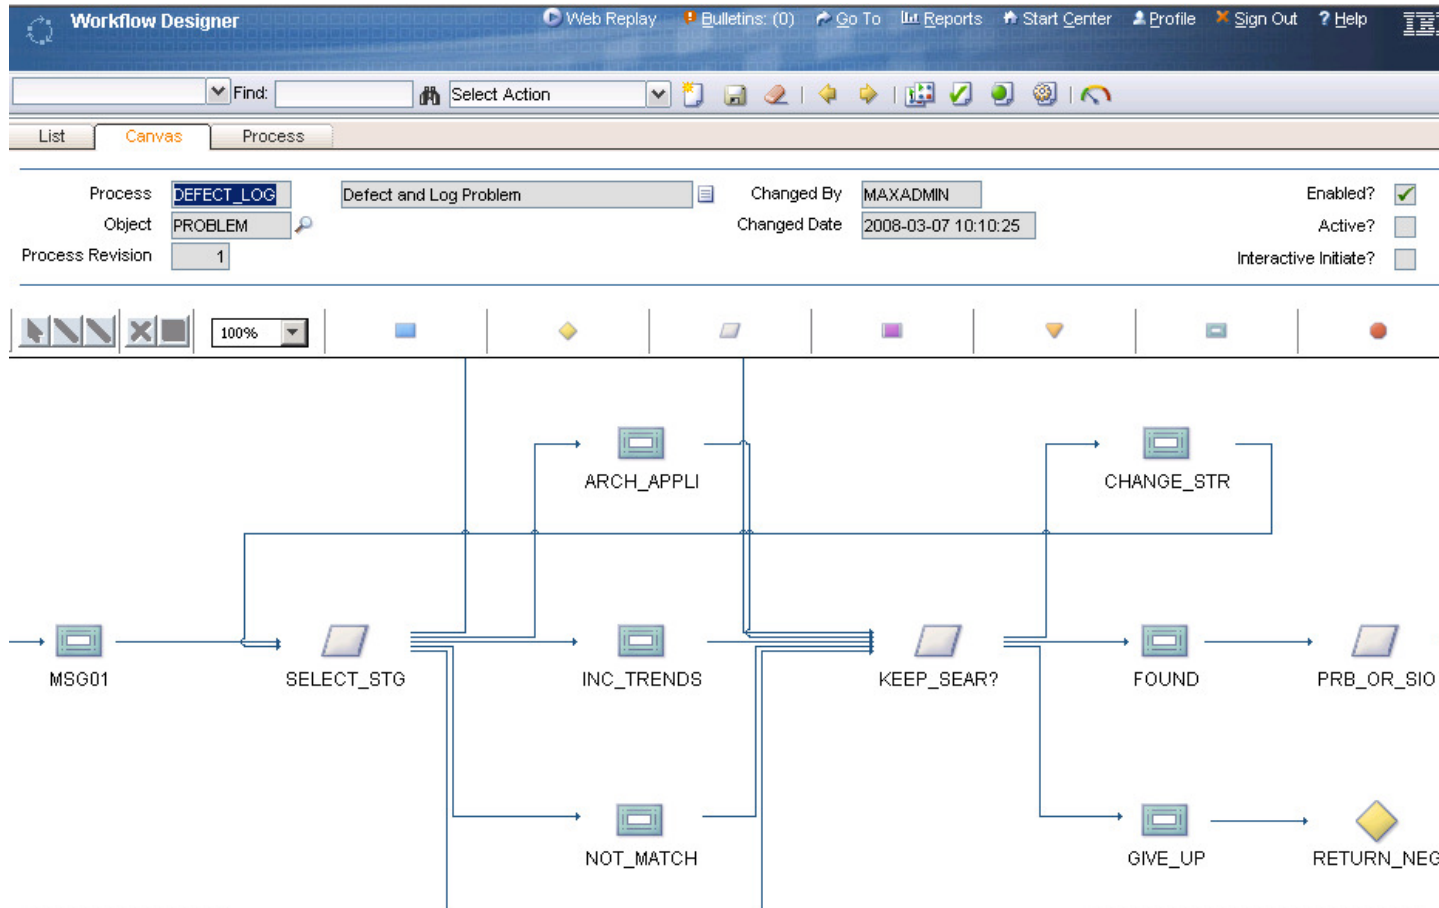 Workflow Designer
Web Replay Bulletins: (0) Go To Reports Start Center Profile Sign Out ? Help IBM
Find: Select Action
List Canvas Process
Process DEFECT_LOG Defect and Log Problem Changed By MAXADMIN Enabled?
Object PROBLEM Changed Date 2008-03-07 10:10:25 Active?
Process Revision 1 Interactive Initiate?
100%
ARCH_APPLI CHANGE_STR
MSG01 SELECT_STG INC_TRENDS KEEP_SEAR? FOUND PRB_OR_SIO
NOT_MATCH GIVE_UP RETURN_NEG